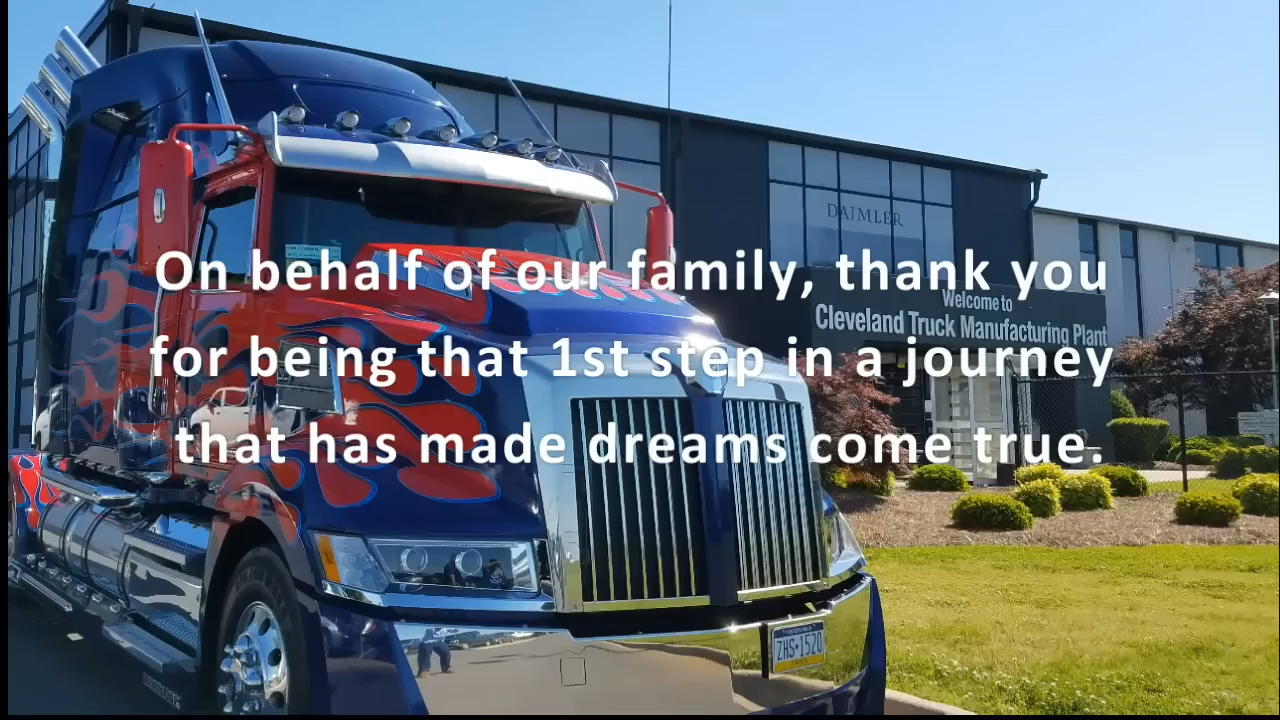 DAIMLER
On behalf of our family, thank you
Welcome to
Cleveland Truck Manufacturing Plant
for being that 1st step in a journey
that has made dreams come true.
ZHS•1520